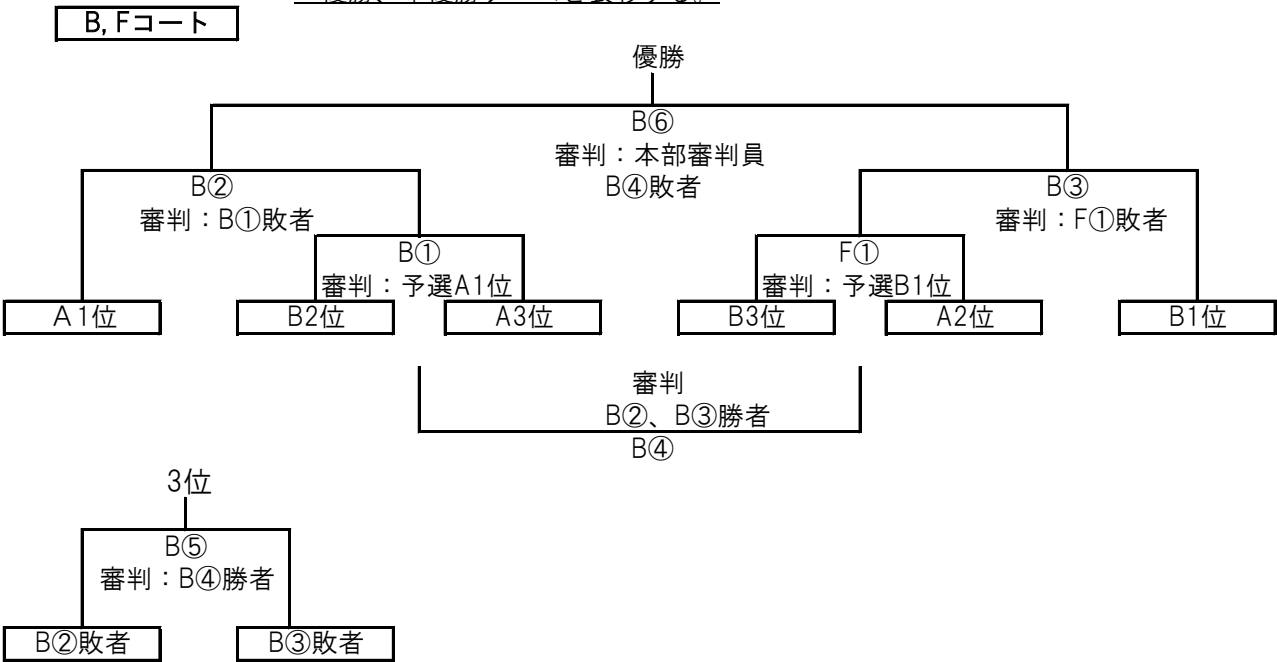 B,Fコート
優勝
B⑥
審判：本部審判員
B④敗者
B②
B③
審判：B①敗者
審判：F①敗者
B①
F①
審判：予選A1位
審判：予選B1位
A1位
B2位
A3位
B3位
A2位
B1位
審判
B②、B③勝者
B④
3位
B⑤
審判：B④勝者
B②敗者
B③敗者